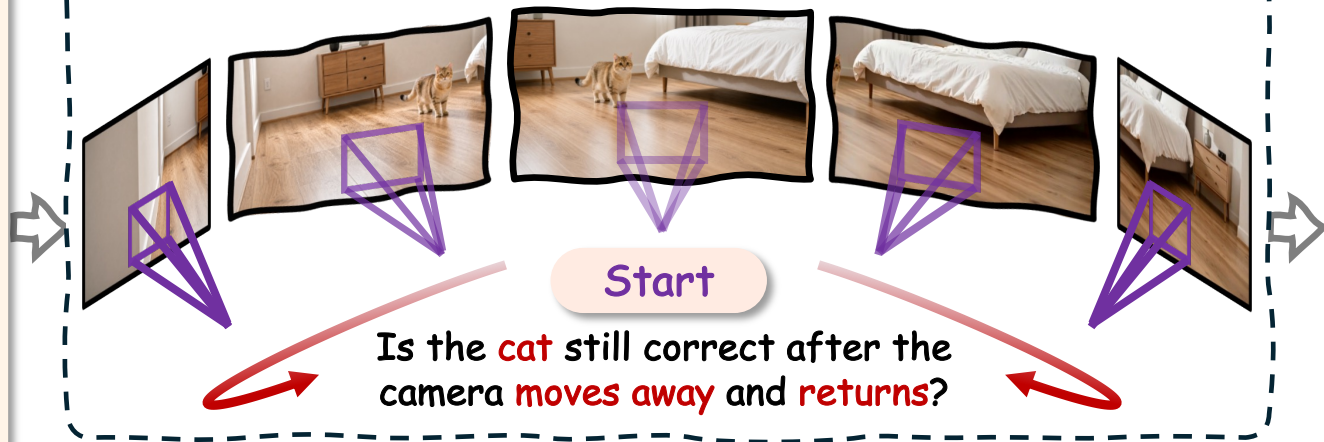 Start
Is the cat still correct after the
camera moves away and returns?